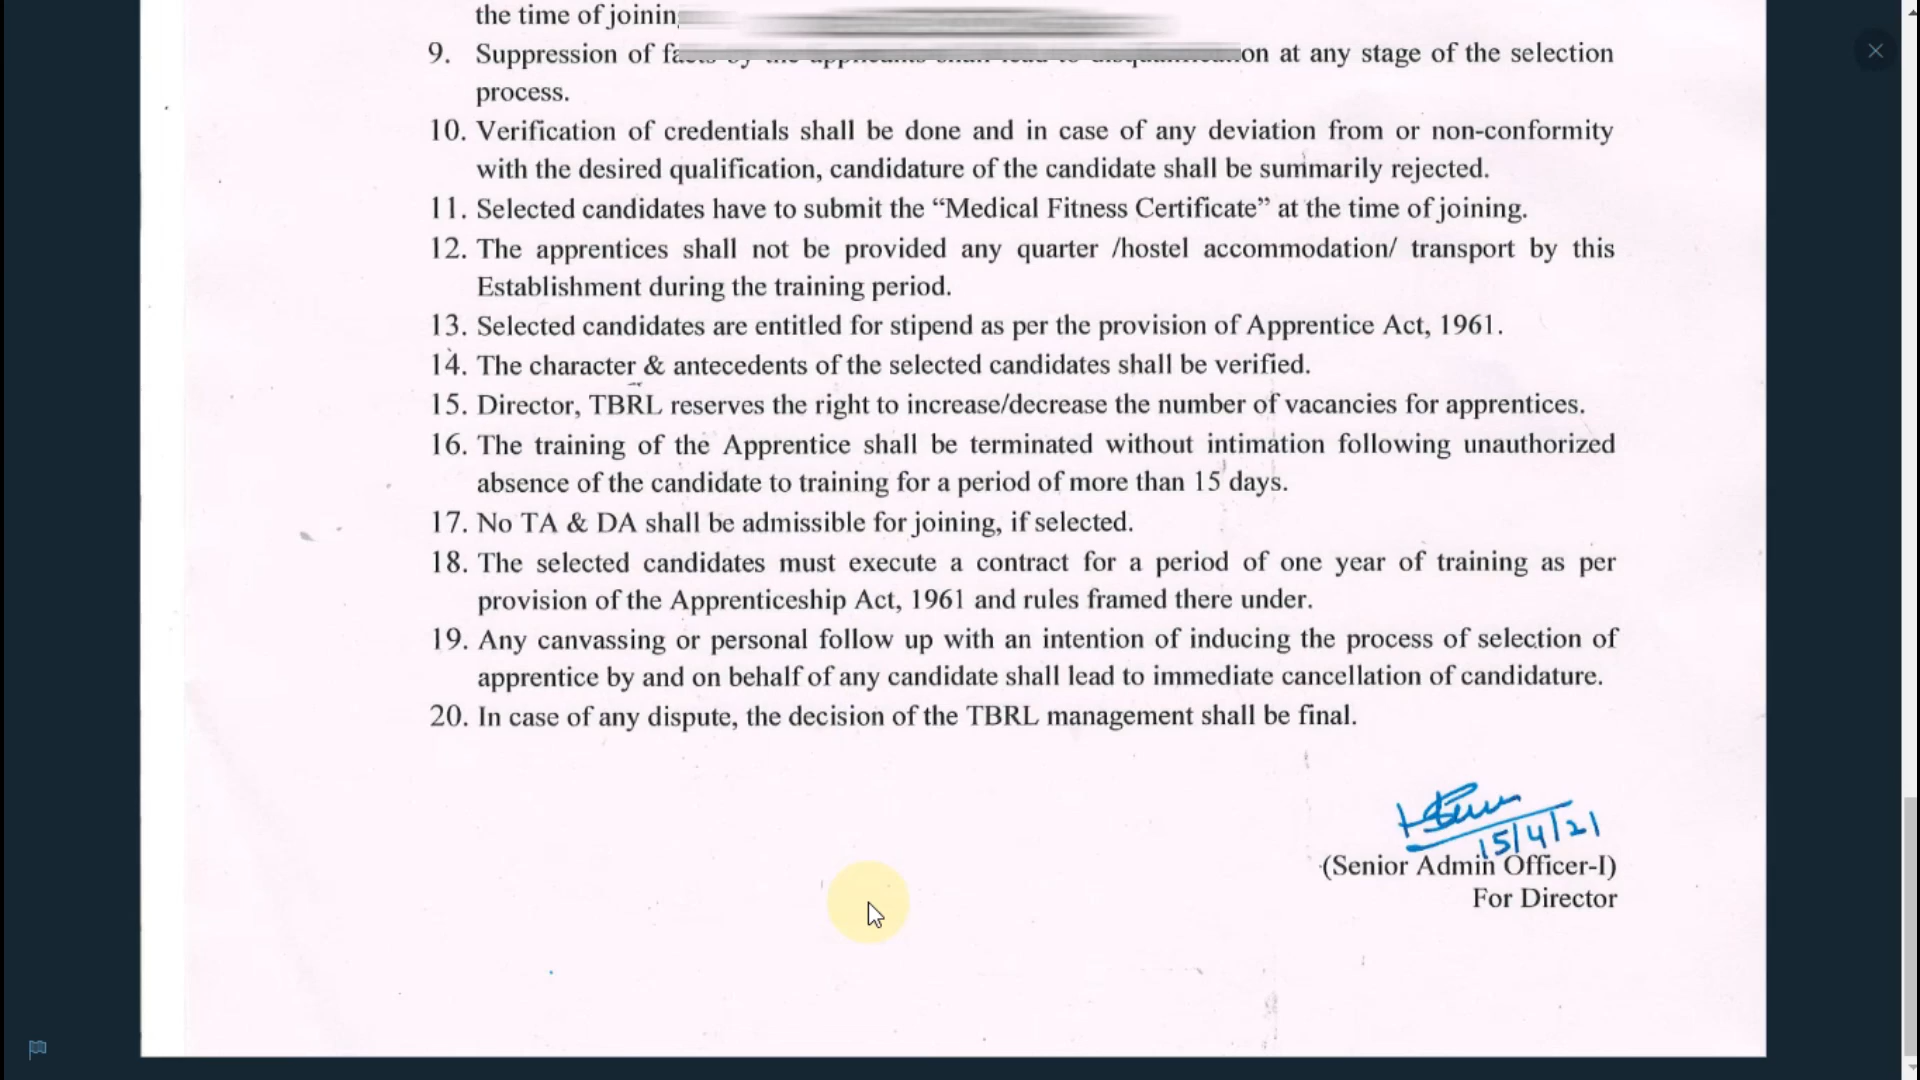 the time of joining
9. Suppression of facts by the applicants shall lead to disqualification at any stage of the selection
process.
10. Verification of credentials shall be done and in case of any deviation from or non-conformity
with the desired qualification, candidature of the candidate shall be summarily rejected.
11. Selected candidates have to submit the “Medical Fitness Certificate” at the time of joining.
12. The apprentices shall not be provided any quarter /hostel accommodation/ transport by this
Establishment during the training period.
13. Selected candidates are entitled for stipend as per the provision of Apprentice Act, 1961.
14. The character & antecedents of the selected candidates shall be verified.
15. Director, TBRL reserves the right to increase/decrease the number of vacancies for apprentices.
16. The training of the Apprentice shall be terminated without intimation following unauthorized
absence of the candidate to training for a period of more than 15 days.
17. No TA & DA shall be admissible for joining, if selected.
18. The selected candidates must execute a contract for a period of one year of training as per
provision of the Apprenticeship Act, 1961 and rules framed there under.
19. Any canvassing or personal follow up with an intention of inducing the process of selection of
apprentice by and on behalf of any candidate shall lead to immediate cancellation of candidature.
20. In case of any dispute, the decision of the TBRL management shall be final.
15/4/21
(Senior Admin Officer-I)
For Director